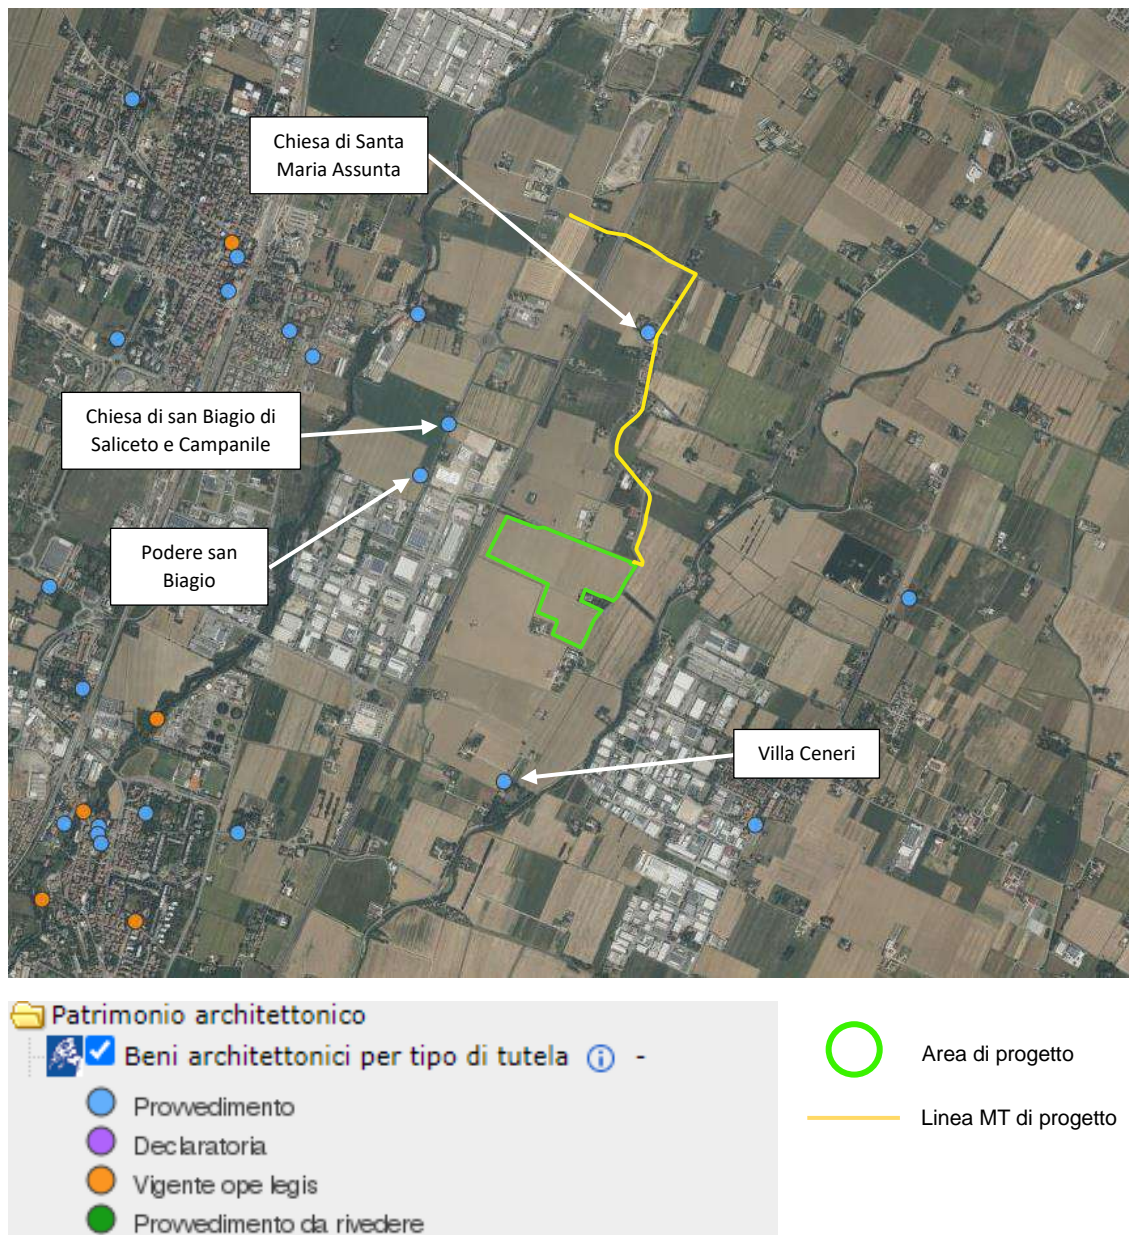 Chiesa di Santa
Maria Assunta
Chiesa di san Biagio di
Saliceto e Campanile
Podere san
Biagio
Villa Ceneri
Patrimonio architettonico
Beni architettonici per tipo di tutela -
Provvedimento
Declaratoria
Vigente ope legis
Provvedimento da rivedere
Area di progetto
Linea MT di progetto